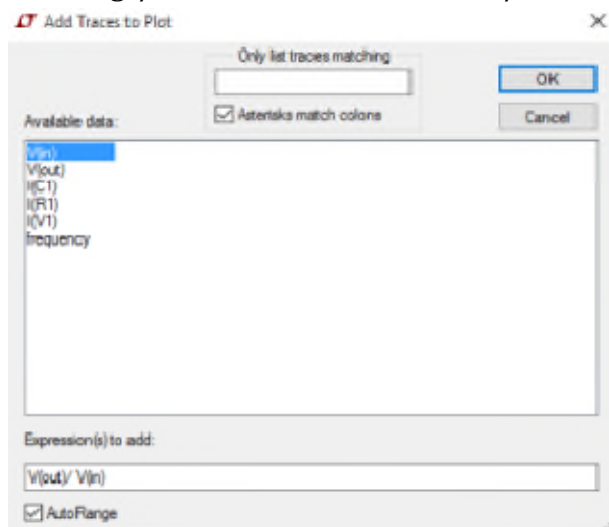 Add Traces to Plot
Only list traces matching
OK
Asterisks match colons
Cancel
Available data:
V(in)
V(out)
I(C1)
I(R1)
I(V1)
frequency
Expression(s) to add:
V(out)/ V(in)
AutoRange